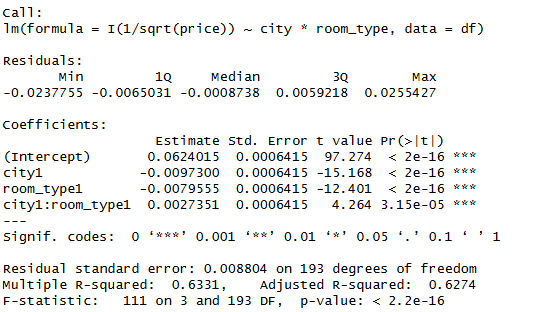 Call:
lm(formula = I(1/sqrt(price)) ~ city * room_type, data = df)
Residuals:
Min 1Q Median 3Q Max
-0.0237755 -0.0065031 -0.0008738 0.0059218 0.0255427
Coefficients:
Estimate Std. Error t value Pr(>|t|)
(Intercept) 0.0624015 0.0006415 97.274 < 2e-16 ***
city1 -0.0097300 0.0006415 -15.168 < 2e-16 ***
room_type1 -0.0079555 0.0006415 -12.401 < 2e-16 ***
city1:room_type1 0.0027351 0.0006415 4.264 3.15e-05 ***
---
Signif. codes: 0 ‘***’ 0.001 ‘**’ 0.01 ‘*’ 0.05 ‘.’ 0.1 ‘ ’ 1
Residual standard error: 0.008804 on 193 degrees of freedom
Multiple R-squared: 0.6331, Adjusted R-squared: 0.6274
F-statistic: 111 on 3 and 193 DF, p-value: < 2.2e-16